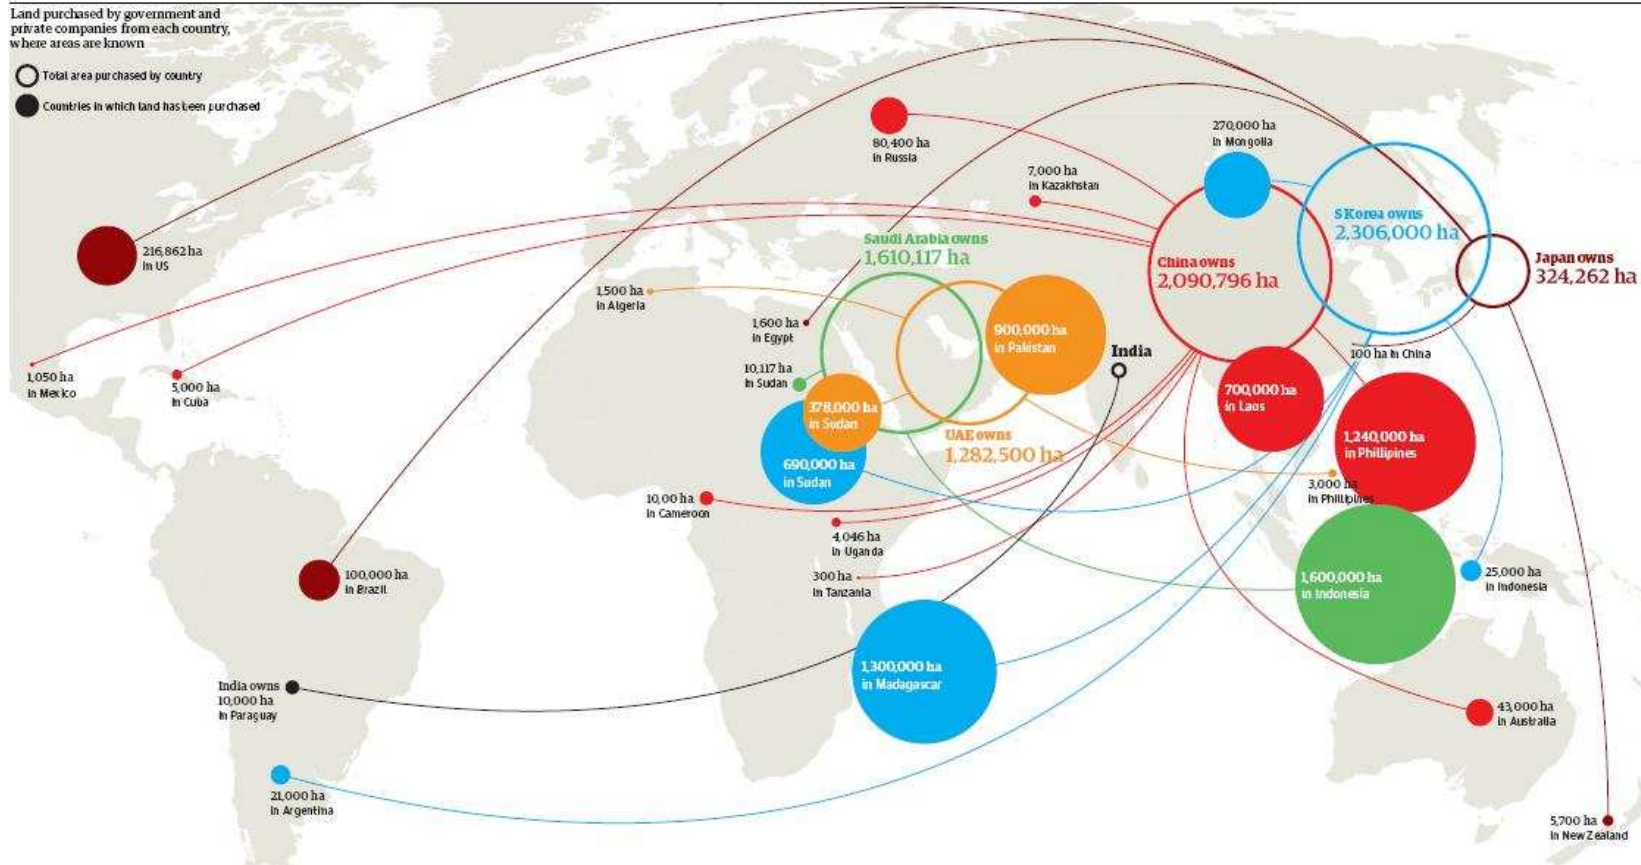 Land purchased by government and
private companies from each country,
where areas are known
Total area purchased by country
Countries in which land has been purchased
80,400 ha
in Russia
270,000 ha
in Mongolia
7,000 ha
in Kazakhstan
S Korea owns
2,306,000 ha
216,862 ha
in US
Saudi Arabia owns
1,610,117 ha
China owns
2,090,796 ha
Japan owns
324,262 ha
1,500 ha
in Algeria
1,600 ha
in Egypt
900,000 ha
in Pakistan
India
100 ha in China
1,050 ha
in Mexico
5,000 ha
in Cuba
10,117 ha
in Sudan
378,000 ha
in Sudan
700,000 ha
in Laos
UAE owns
1,282,500 ha
1,240,000 ha
in Phillipines
690,000 ha
in Sudan
3,000 ha
in Phillipines
10,00 ha
in Cameroon
4,046 ha
in Uganda
300 ha
in Tanzania
100,000 ha
in Brazil
1,600,000 ha
in Indonesia
25,000 ha
in Indonesia
1,300,000 ha
in Madagascar
India owns
10,000 ha
in Paraguay
43,000 ha
in Australia
21,000 ha
in Argentina
5,700 ha
in New Zealand